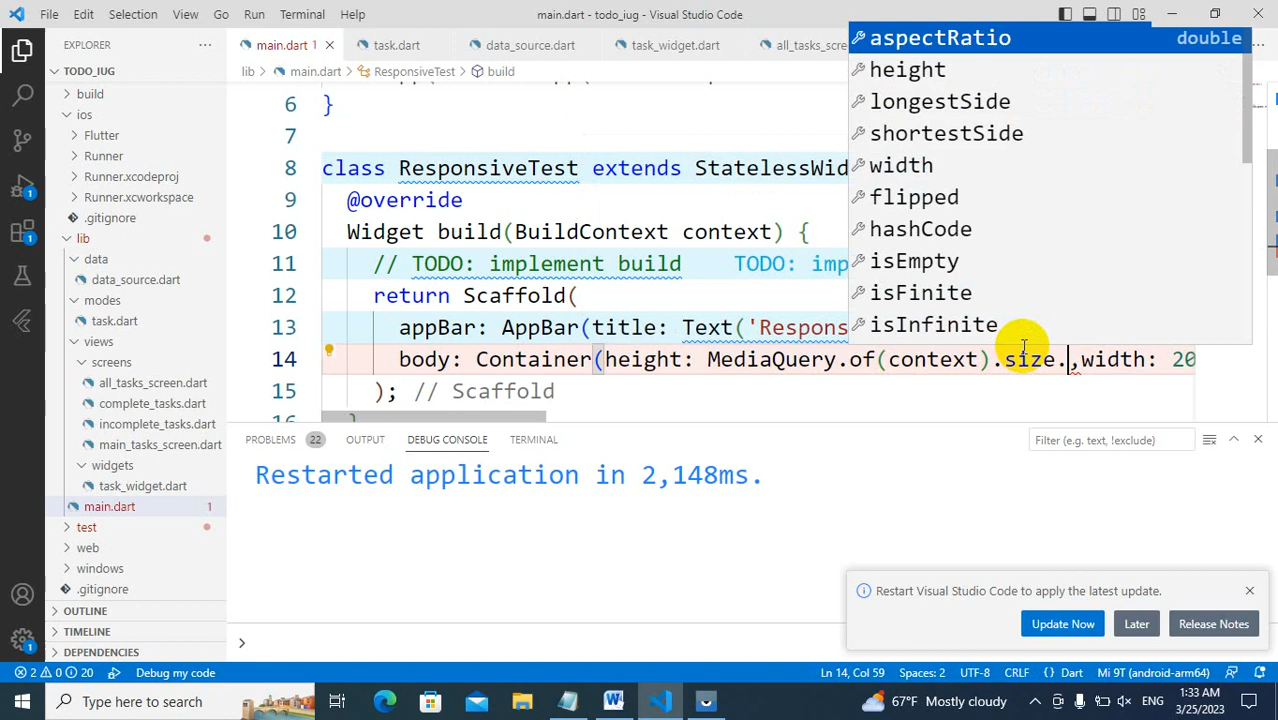 File Edit Selection View Go Run Terminal Help main.dart - todo_iug - Visual Studio Code
EXPLORER
main.dart 1 task.dart data_source.dart task_widget.dart all_tasks_scree
TODO_IUG
lib main.dart ResponsiveTest build
build
ios
Flutter
Runner
Runner.xcodeproj
Runner.xcworkspace
.gitignore
lib
data
data_source.dart
modes
task.dart
views
screens
all_tasks_screen.dart
complete_tasks.dart
incomplete_tasks.dart
main_tasks_screen.dart
widgets
task_widget.dart
main.dart 1
test
web
windows
.gitignore
OUTLINE
TIMELINE
DEPENDENCIES
6 }
7
8 class ResponsiveTest extends StatelessWid
9 @override
10 Widget build(BuildContext context) {
11 // TODO: implement build TODO: imp
12 return Scaffold(
13 appBar: AppBar(title: Text('Respons
14 body: Container(height: MediaQuery.of(context).size.,width: 20
15 ); // Scaffold
16 }
aspectRatio double
height
longestSide
shortestSide
width
flipped
hashCode
isEmpty
isFinite
isInfinite
PROBLEMS 22 OUTPUT DEBUG CONSOLE TERMINAL Filter (e.g. text, !exclude)
Restarted application in 2,148ms.
Restart Visual Studio Code to apply the latest update.
Update Now Later Release Notes
>
2 0 20 Debug my code Ln 14, Col 59 Spaces: 2 UTF-8 CRLF {} Dart Mi 9T (android-arm64)
Type here to search 67°F Mostly cloudy ENG 1:33 AM
3/25/2023